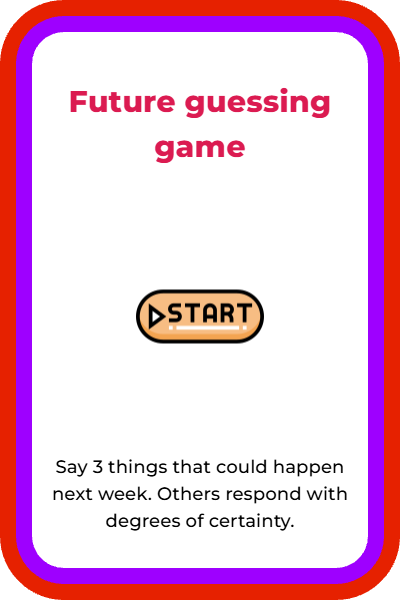 Future guessing
game
START
Say 3 things that could happen
next week. Others respond with
degrees of certainty.